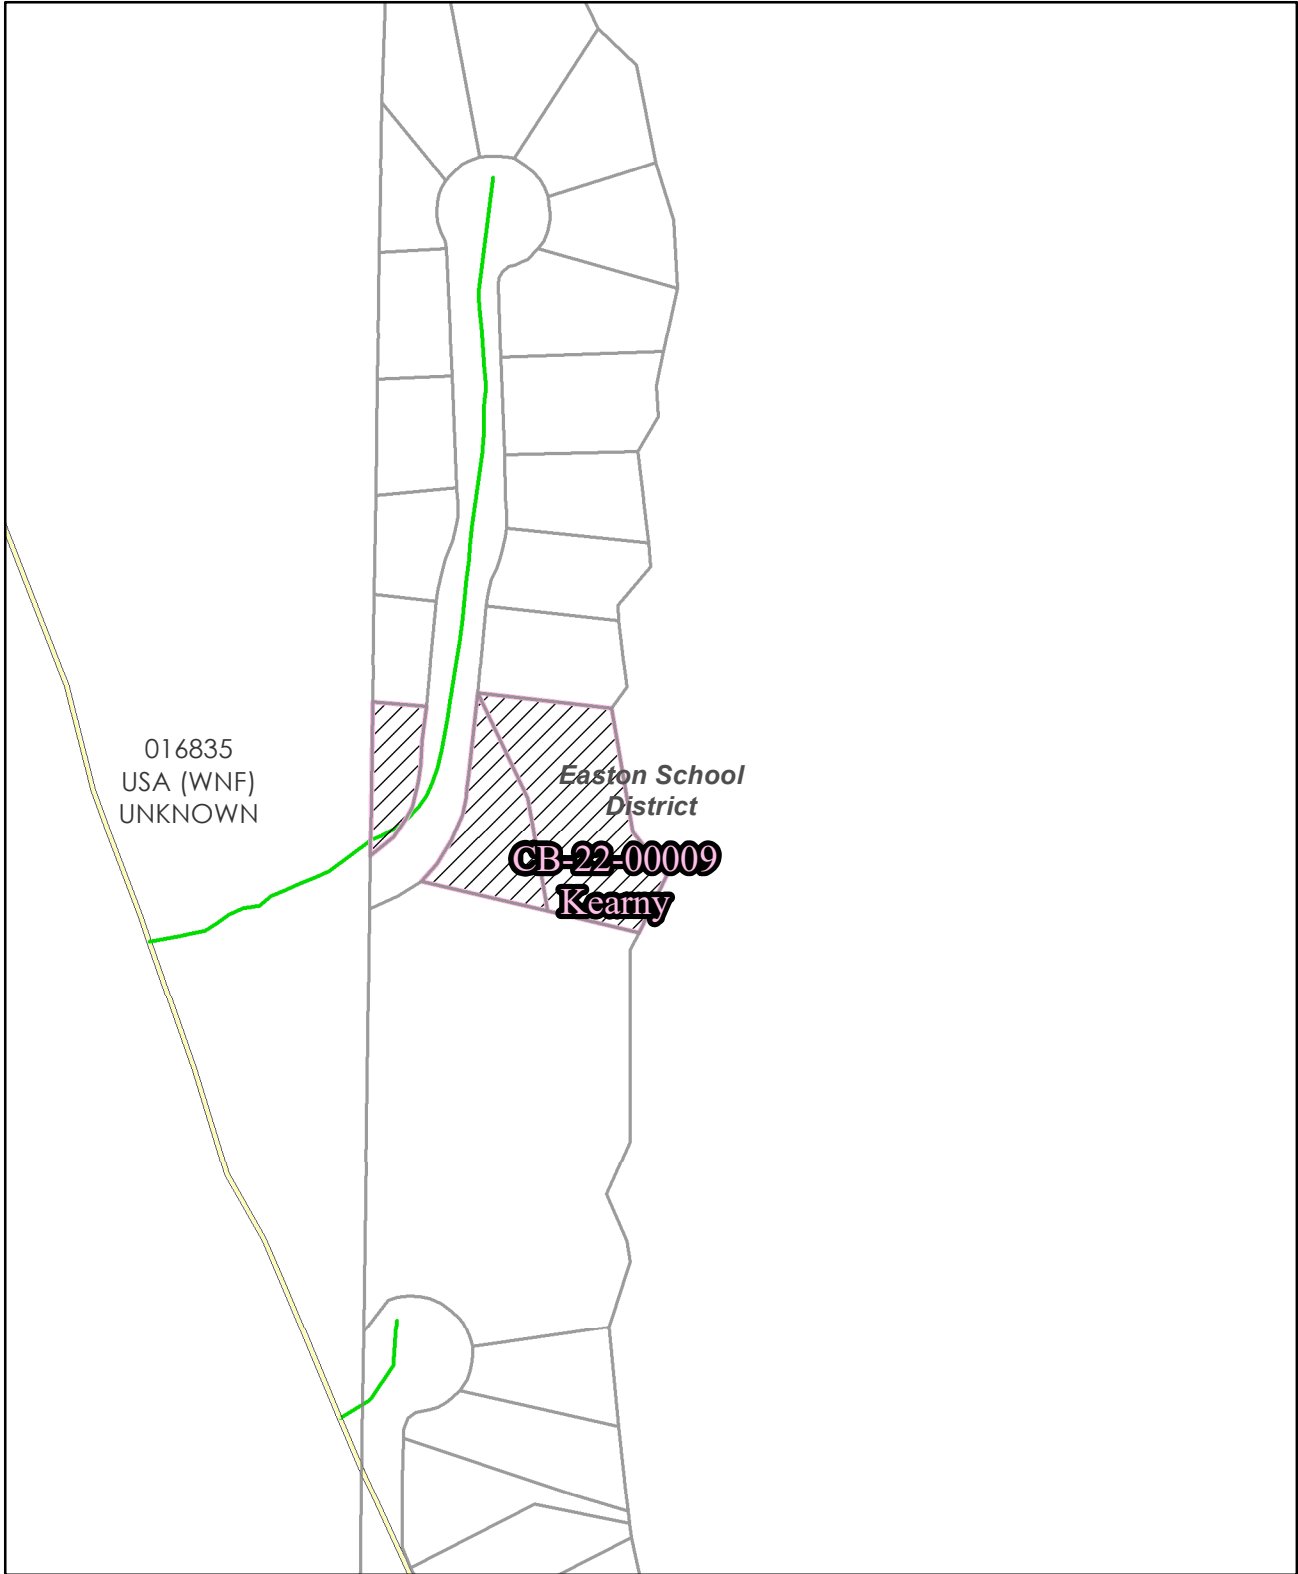 016835
USA (WNF)
UNKNOWN
Easton School
District
CB-22-00009
Kearny